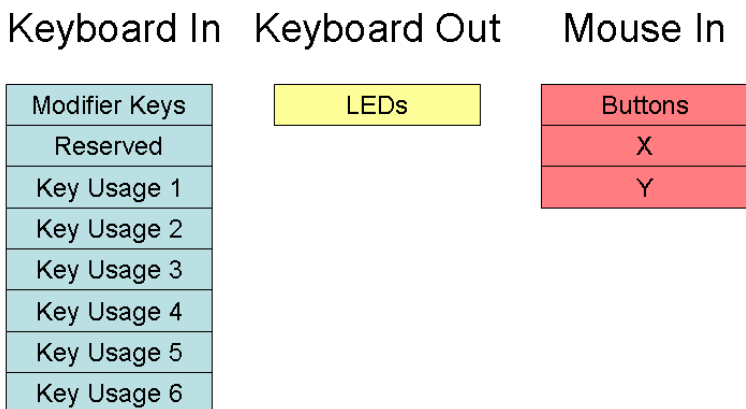 Keyboard In
Keyboard Out
Mouse In
Modifier Keys
Reserved
Key Usage 1
Key Usage 2
Key Usage 3
Key Usage 4
Key Usage 5
Key Usage 6
LEDs
Buttons
X
Y